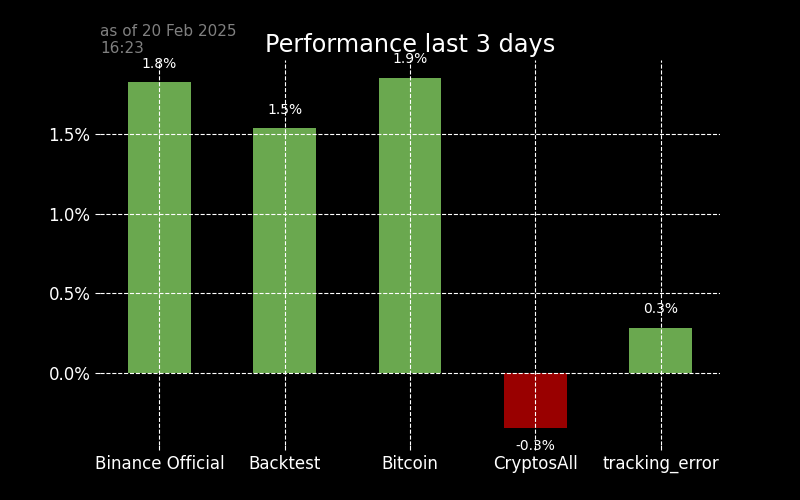 as of 20 Feb 2025
16:23
Performance last 3 days
1.8%
1.5%
1.9%
-0.3%
0.3%
1.5%
1.0%
0.5%
0.0%
Binance Official
Backtest
Bitcoin
CryptosAll
tracking_error